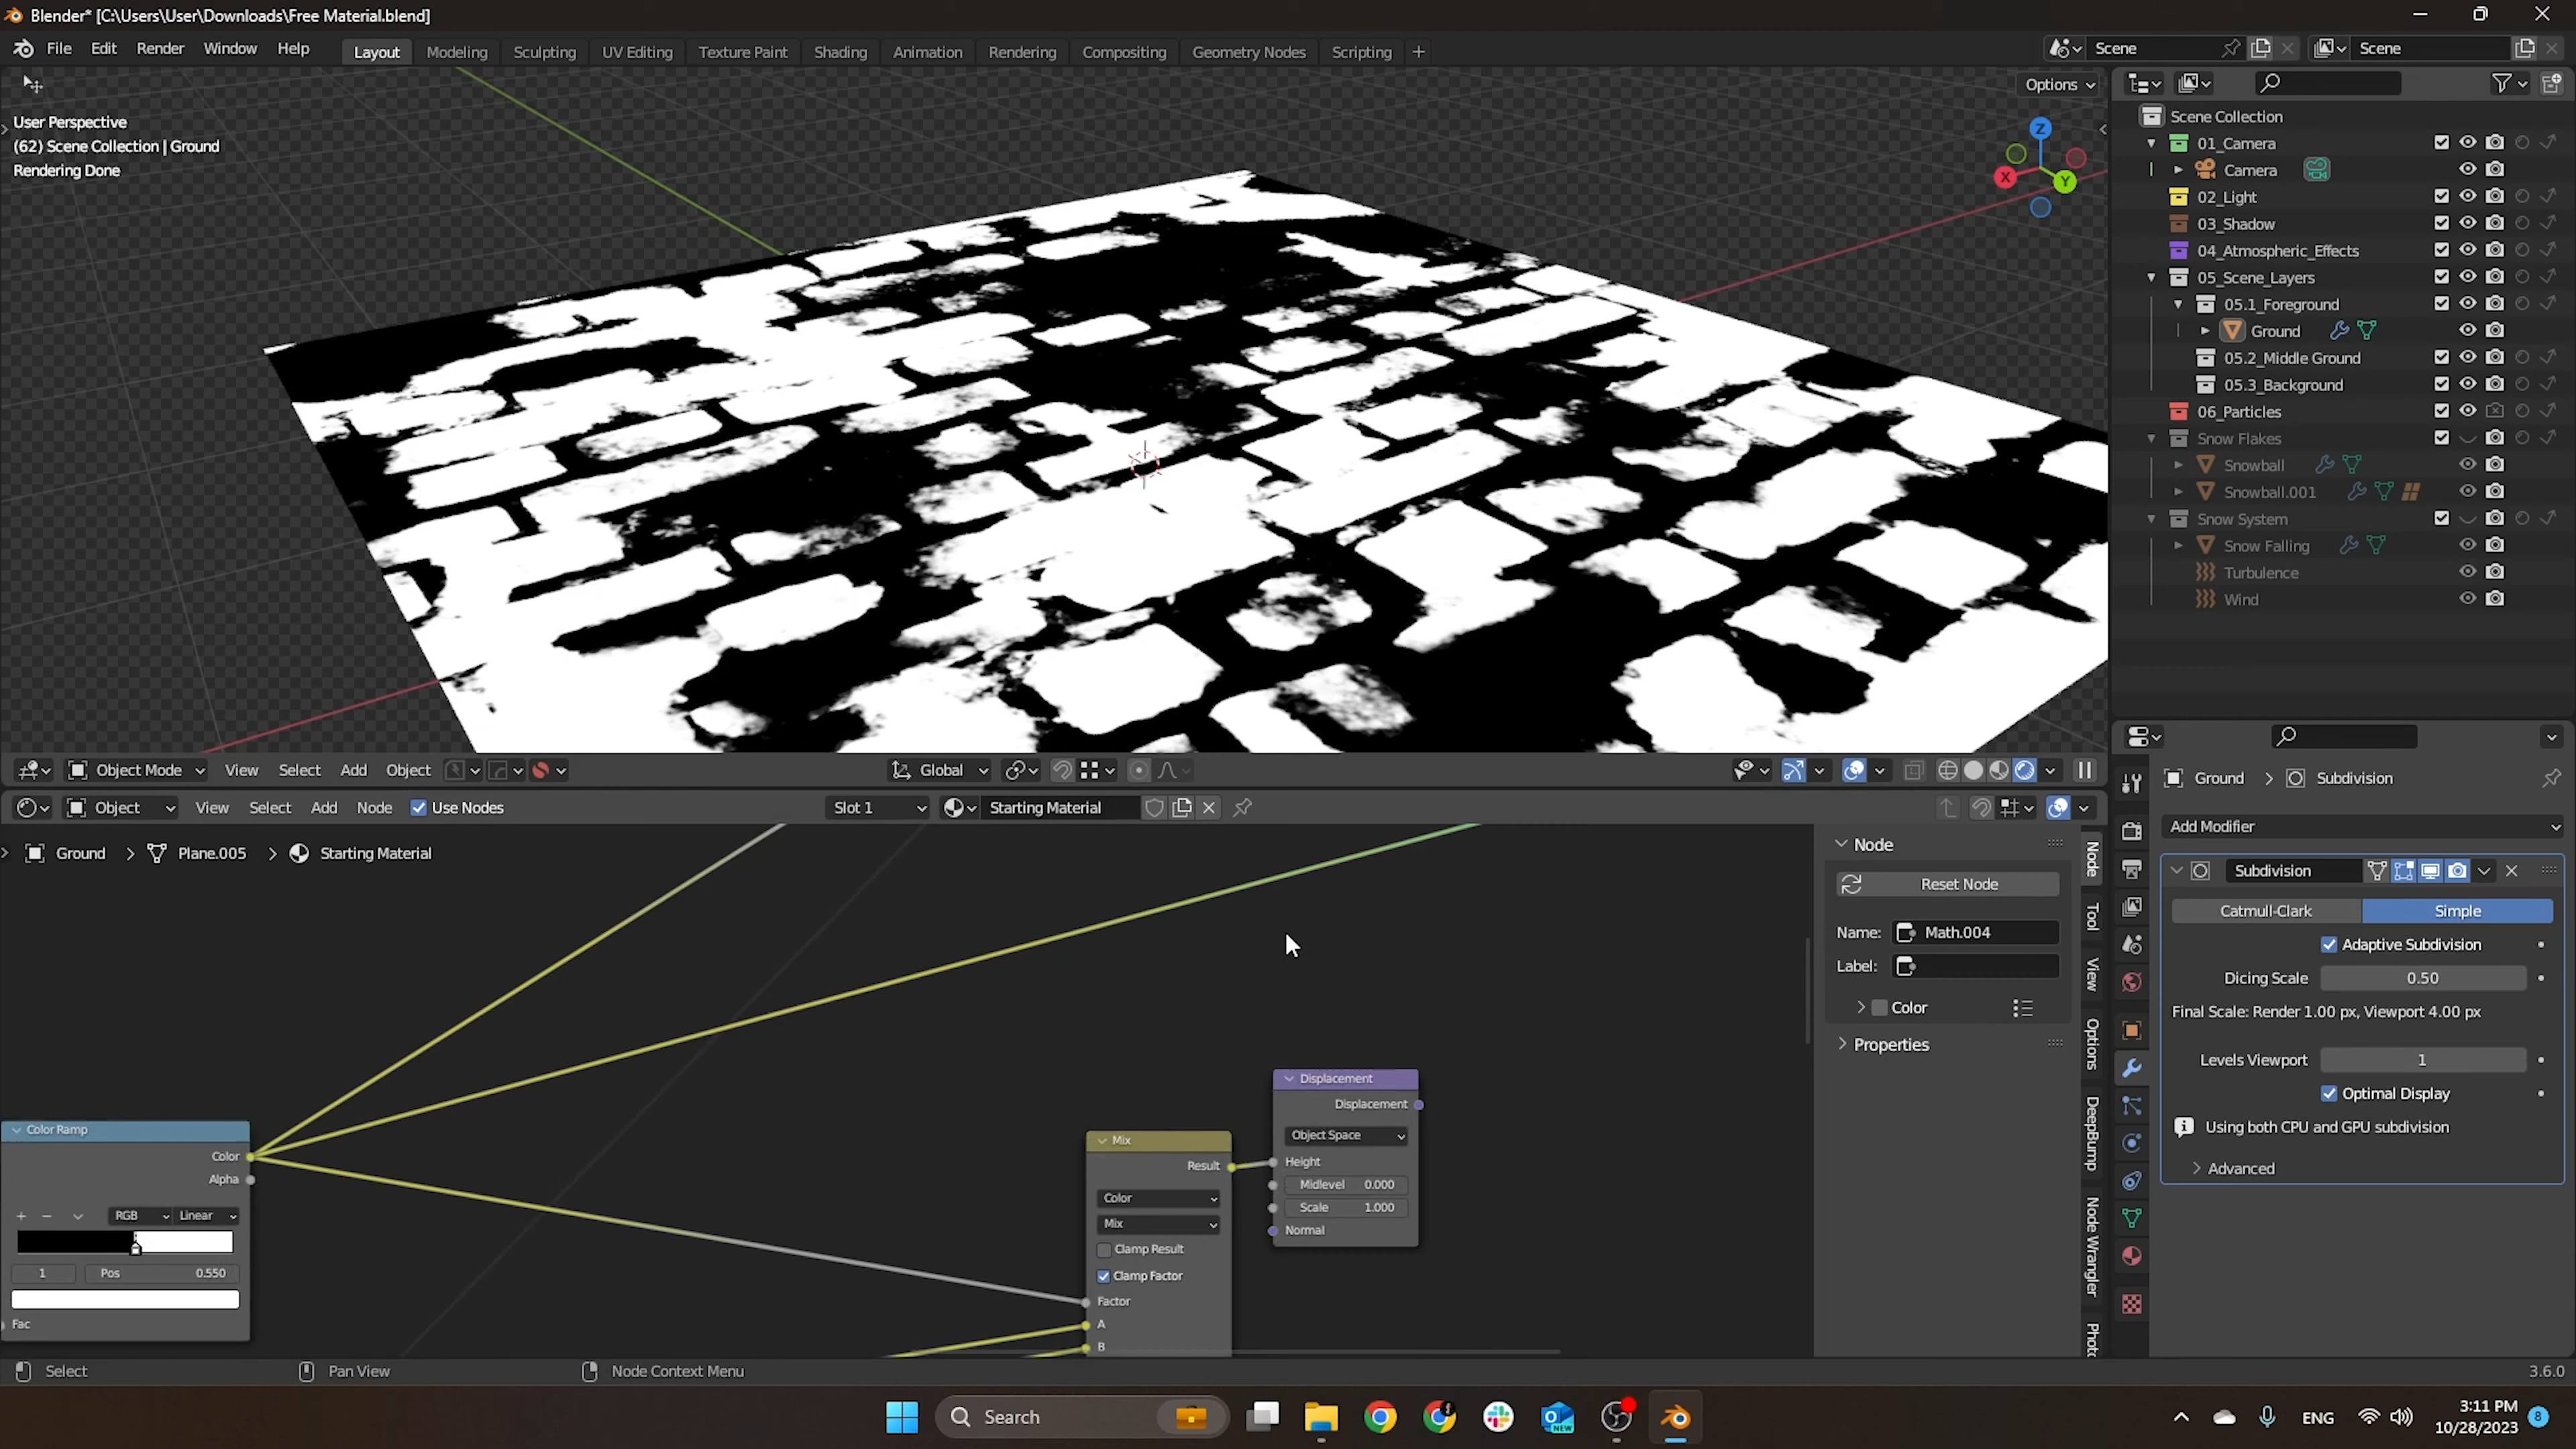 Blender* [C:\Users\User\Downloads\Free Material.blend]
File Edit Render Window Help Layout Modeling Sculpting UV Editing Texture Paint Shading Animation Rendering Compositing Geometry Nodes Scripting + Scene Scene
Options
User Perspective
(62) Scene Collection | Ground
Rendering Done
Z
X
Y
Scene Collection
01_Camera
Camera
02_Light
03_Shadow
04_Atmospheric_Effects
05_Scene_Layers
05.1_Foreground
Ground
05.2_Middle Ground
05.3_Background
06_Particles
Snow Flakes
Snowball
Snowball.001
Snow System
Snow Falling
Turbulence
Wind
Object Mode View Select Add Object Global
Object View Select Add Node Use Nodes Slot 1 Starting Material
Ground > Plane.005 > Starting Material
Color Ramp
Color
Alpha
+ − RGB Linear
1 Pos 0.550
Fac
Mix
Result
Color
Mix
Clamp Result
Clamp Factor
Factor
A
B
Displacement
Displacement
Object Space
Height
Midlevel 0.000
Scale 1.000
Normal
Node
Reset Node
Name: Math.004
Label:
Color
Properties
Node
Tool
View
Options
DeepBump
Node Wrangler
Ground > Subdivision
Add Modifier
Subdivision
Catmull-Clark Simple
Adaptive Subdivision
Dicing Scale 0.50
Final Scale: Render 1.00 px, Viewport 4.00 px
Levels Viewport 1
Optimal Display
Using both CPU and GPU subdivision
Advanced
Select Pan View Node Context Menu 3.6.0
Search
NEW
ENG
3:11 PM
10/28/2023
8